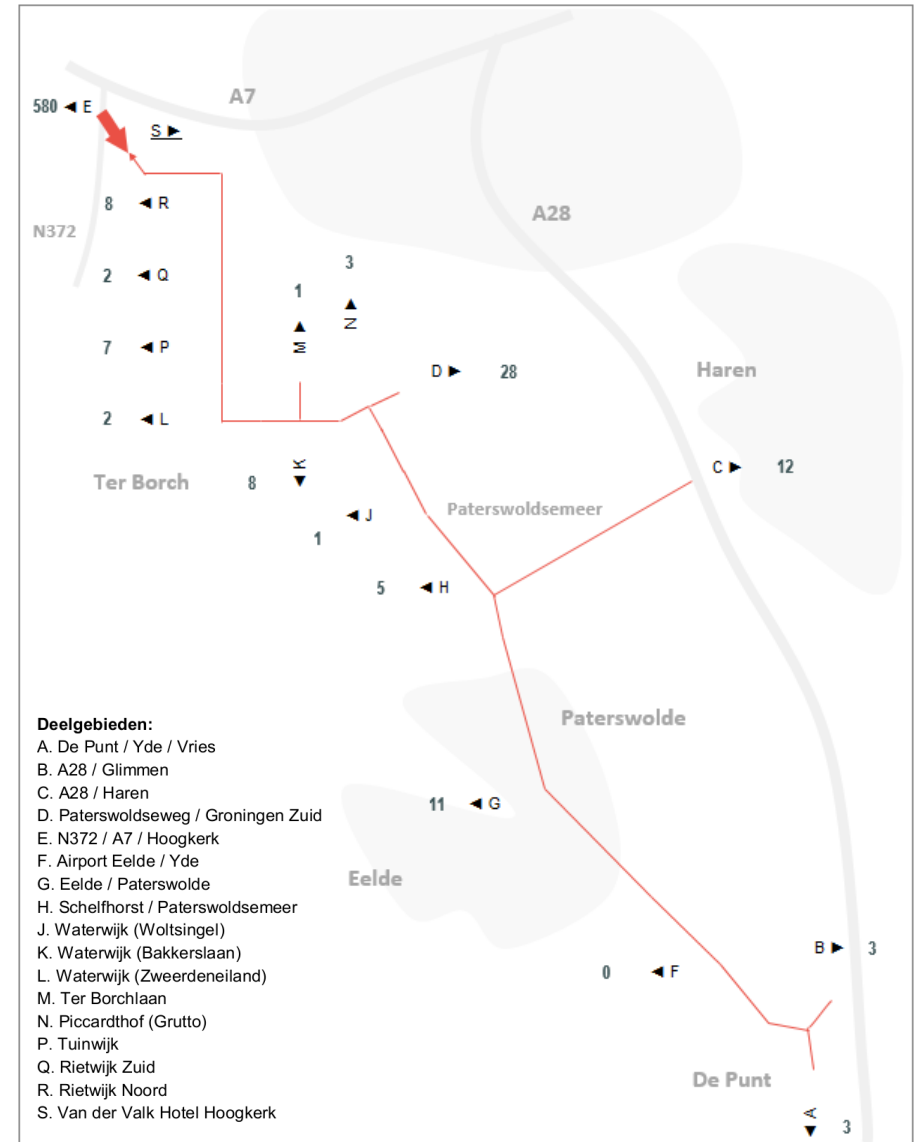 A7
580 ◄ E
S ►
8 ◄ R
A28
N372
3
2 ◄ Q
1
N ►
M ►
7 ◄ P
D ► 28
Haren
2 ◄ L
C ► 12
Ter Borch
8
K ►
Paterswoldsemeer
◄ J
1
5 ◄ H
Paterswolde
Deelgebieden:
A. De Punt / Yde / Vries
B. A28 / Glimmen
C. A28 / Haren
D. Paterswoldseweg / Groningen Zuid
E. N372 / A7 / Hoogkerk
F. Airport Eelde / Yde
G. Eelde / Paterswolde
H. Schelfhorst / Paterswoldsemeer
J. Waterwijk (Woltsingel)
K. Waterwijk (Bakkerslaan)
L. Waterwijk (Zweerdeneiland)
M. Ter Borchlaan
N. Piccardthof (Grutto)
P. Tuinwijk
Q. Rietwijk Zuid
R. Rietwijk Noord
S. Van der Valk Hotel Hoogkerk
11 ◄ G
Eelde
B ► 3
0 ◄ F
De Punt
A ► 3